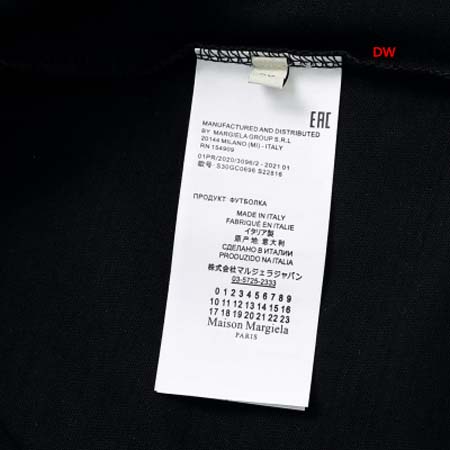 DW
EAC
MANUFACTURED AND DISTRIBUTED
BY MARGIELA GROUP S.R.L
20144 MILANO (MI) - ITALY
RN 154909
01PR/2020/3096/2 - 2021 01
款号: S30GC0696 S22816
ПРОДУКТ ФУТБОЛКА
MADE IN ITALY
FABRIQUÉ EN ITALIE
イタリア製
原产地 意大利
СДЕЛАНО В ИТАЛИИ
PRODUZIDO NA ITALIA
株式会社マルジェラジャパン
03-5725-2333
0 1 2 3 4 5 6 7 8 9
10 11 12 13 14 15 16
17 18 19 20 21 22 23
Maison Margiela
PARIS